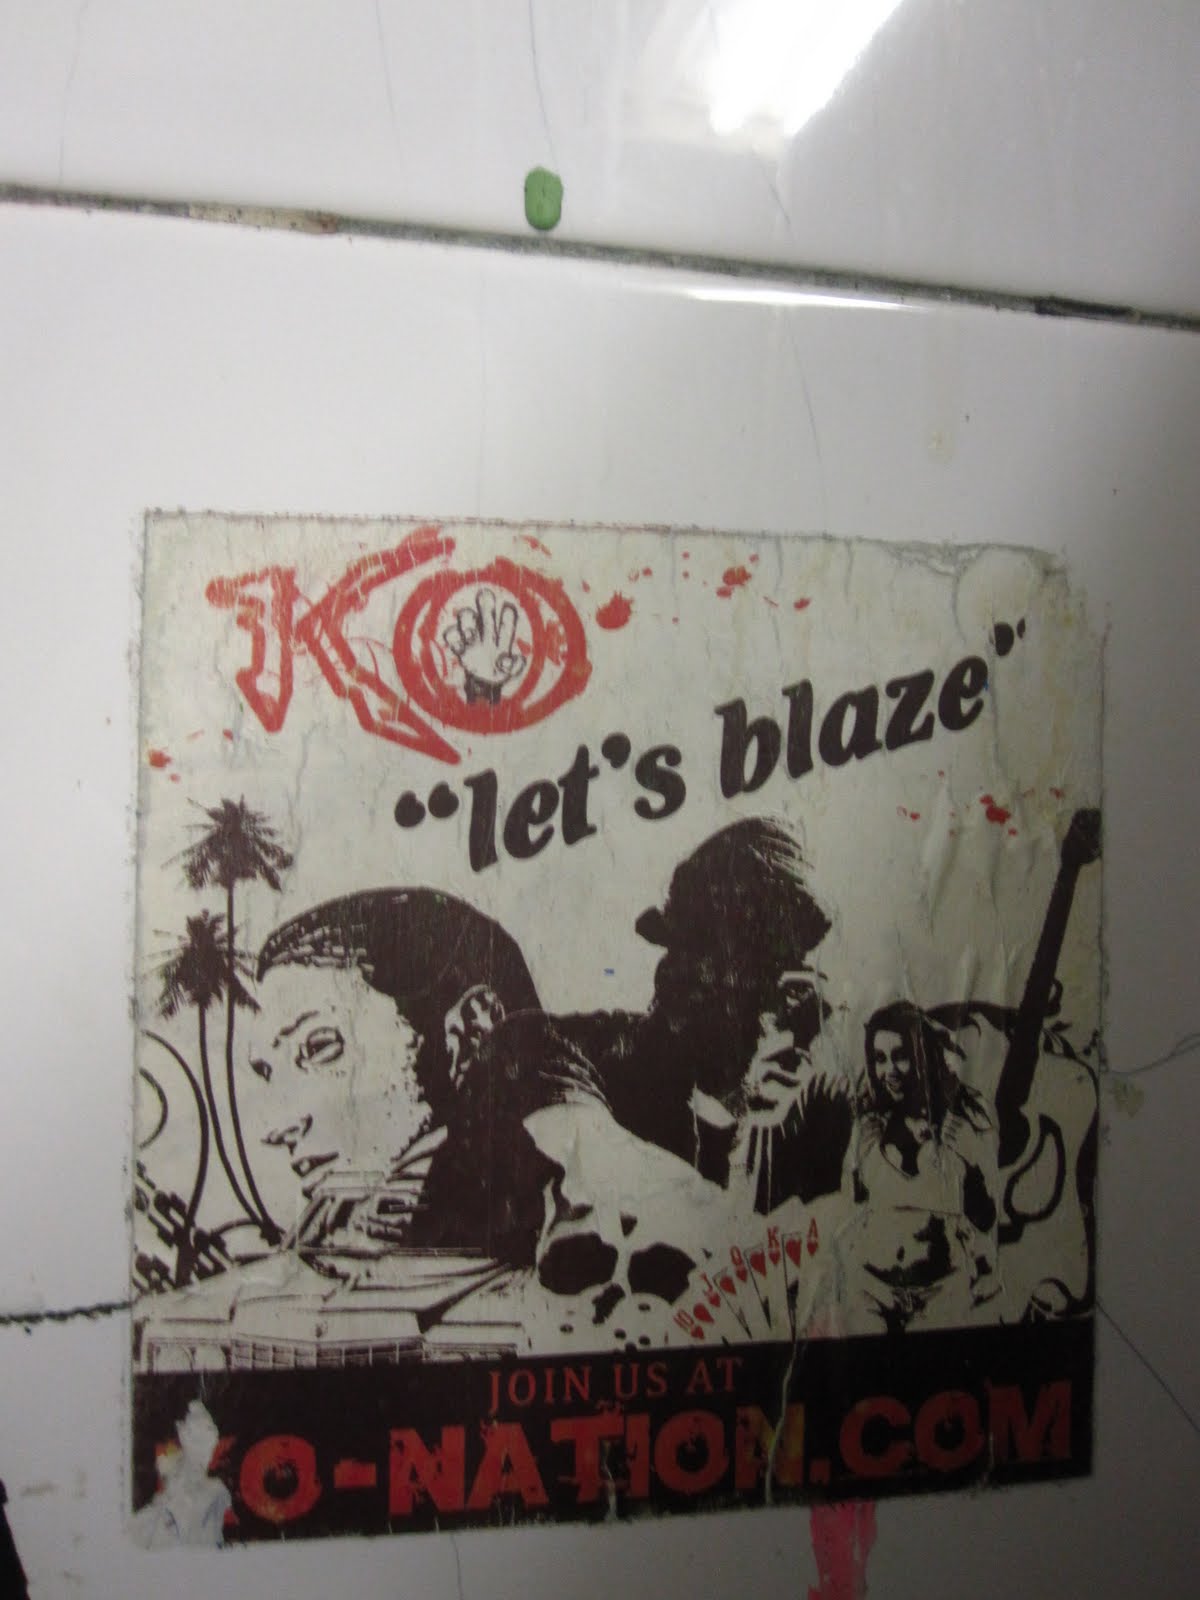 KO
“let's blaze”
10 J Q K A
JOIN US AT
KO-NATION.COM